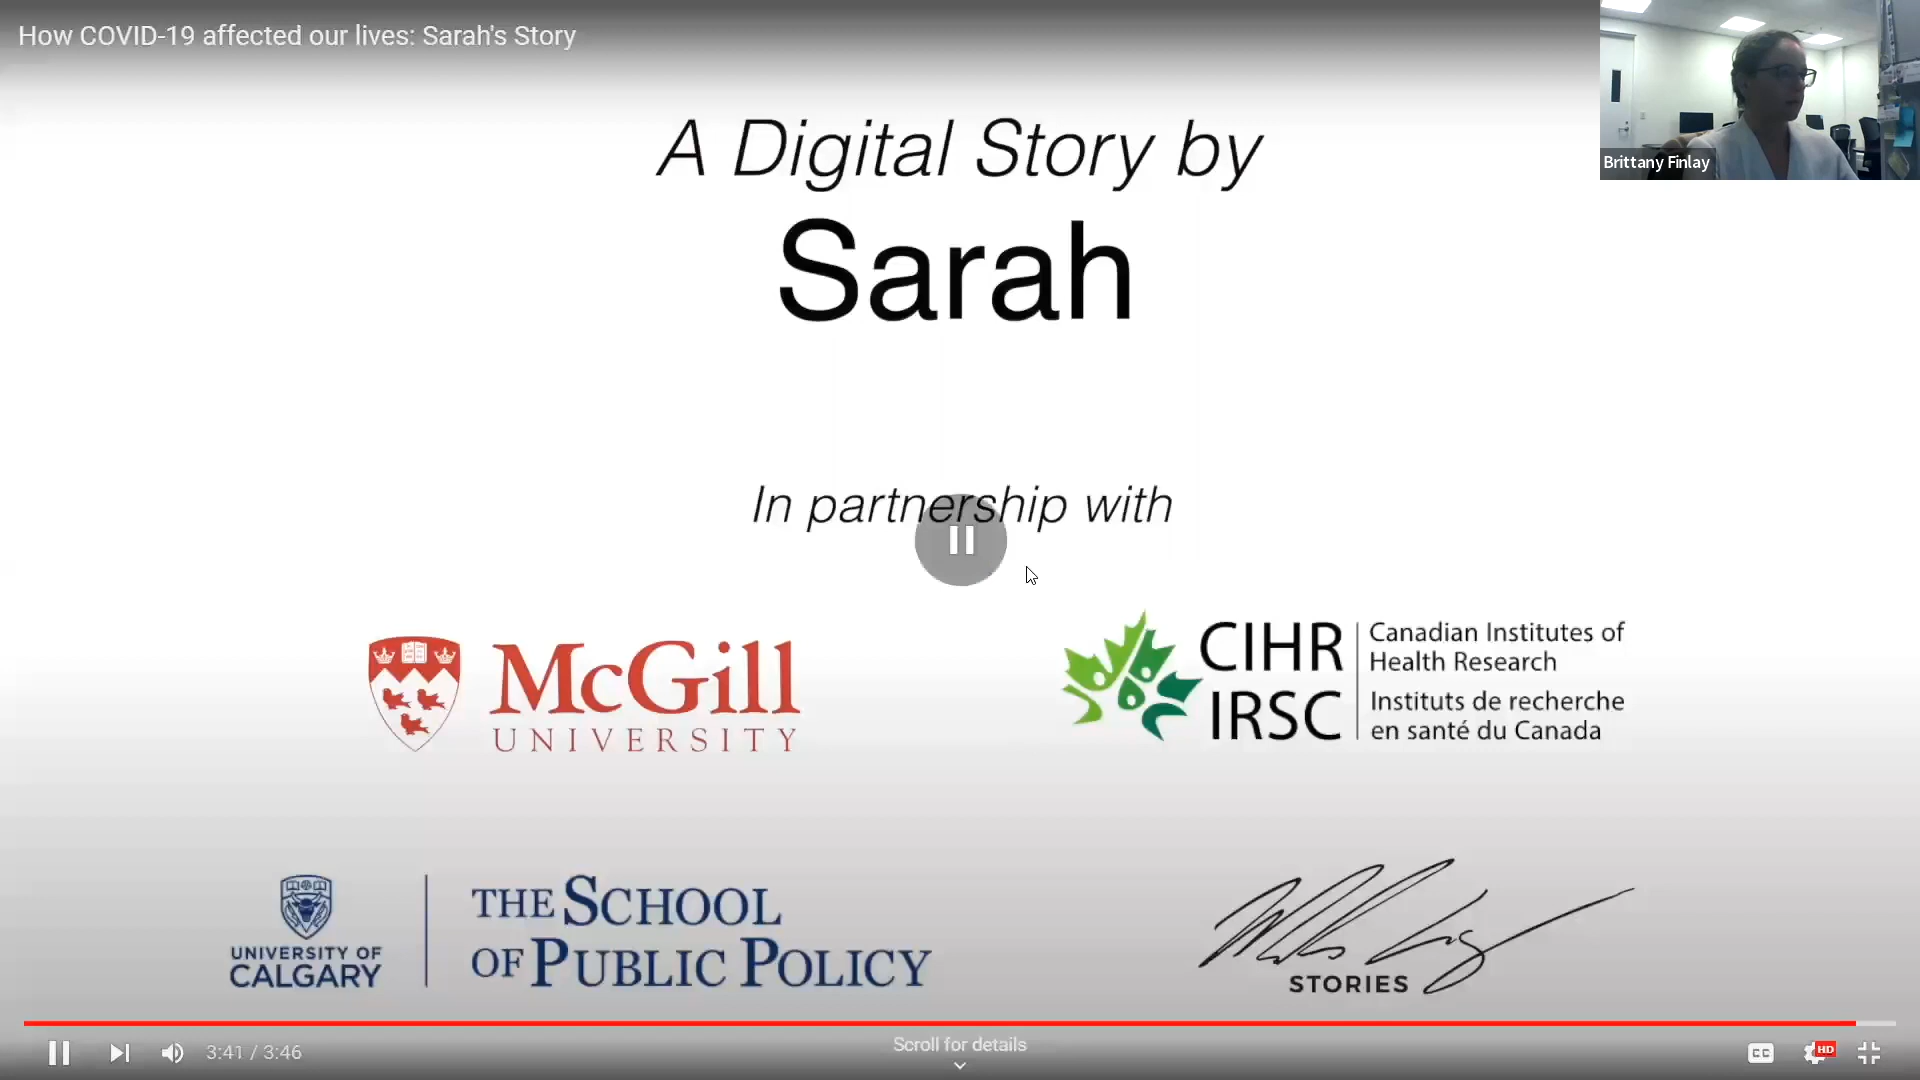 How COVID-19 affected our lives: Sarah's Story
Brittany Finlay
A Digital Story by
Sarah
In partnership with
McGill
UNIVERSITY
CIHR
IRSC
Canadian Institutes of
Health Research
Instituts de recherche
en santé du Canada
UNIVERSITY OF
CALGARY
THE SCHOOL
OF PUBLIC POLICY
STORIES
3:41 / 3:46
Scroll for details
CC
HD